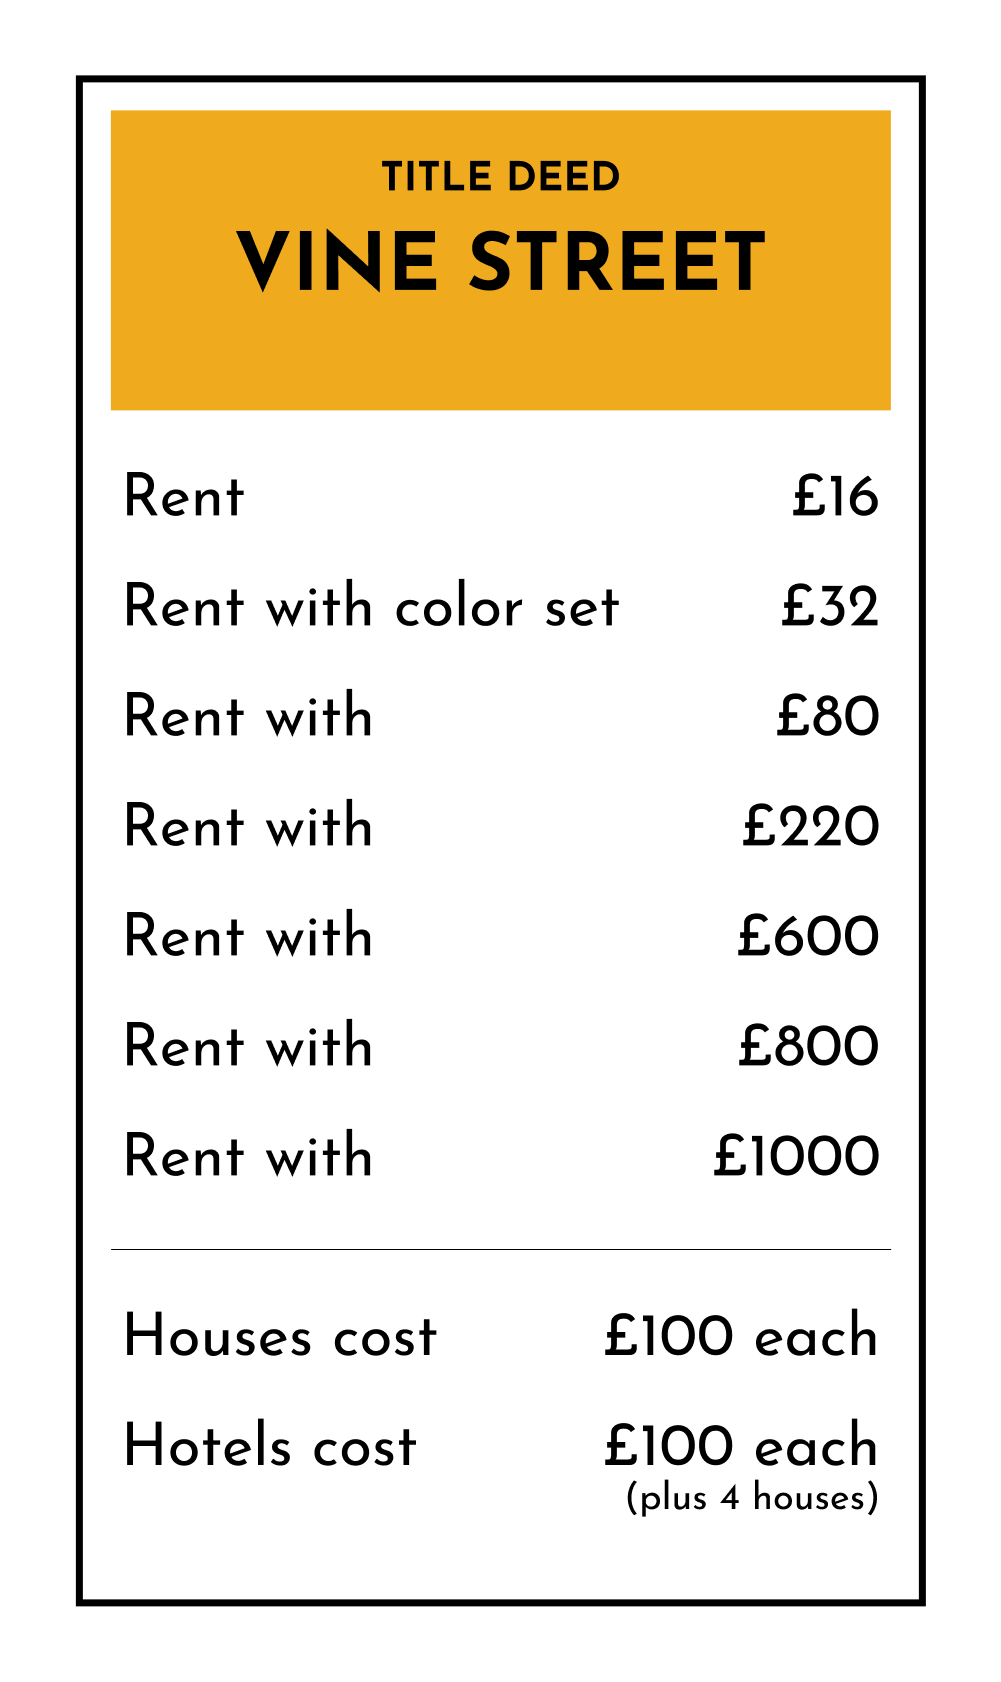 TITLE DEED
VINE STREET
Rent £16
Rent with color set £32
Rent with £80
Rent with £220
Rent with £600
Rent with £800
Rent with £1000
Houses cost £100 each
Hotels cost £100 each
(plus 4 houses)